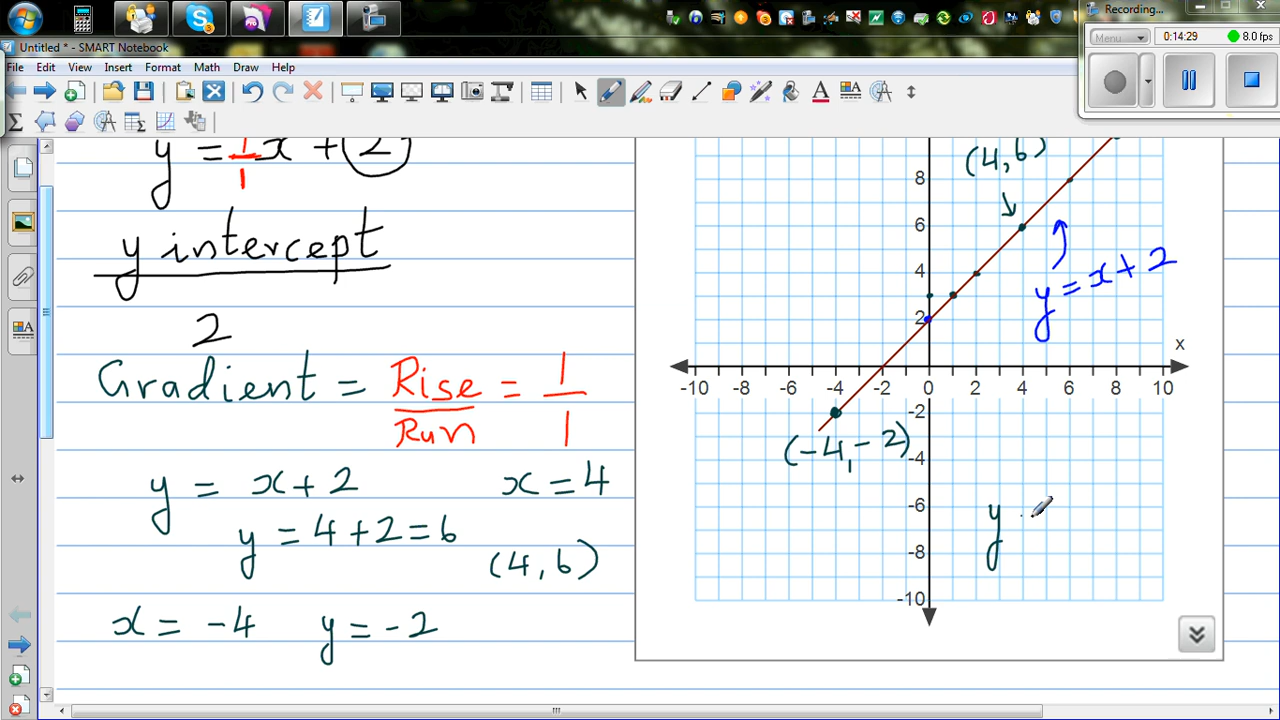 Recording...
Menu
0:14:29
8.0 fps
Untitled * - SMART Notebook
File Edit View Insert Format Math Draw Help
y = 1/1 x + 2
y intercept
2
Gradient = Rise/Run = 1/1
y = x + 2 x = 4
y = 4 + 2 = 6
(4, 6)
x = -4 y = -2
(4, 6)
8
6
4
2
y = x + 2
x
-10 -8 -6 -4 -2 0 2 4 6 8 10
-2
(-4, -2)
-4
-6
y
-8
-10